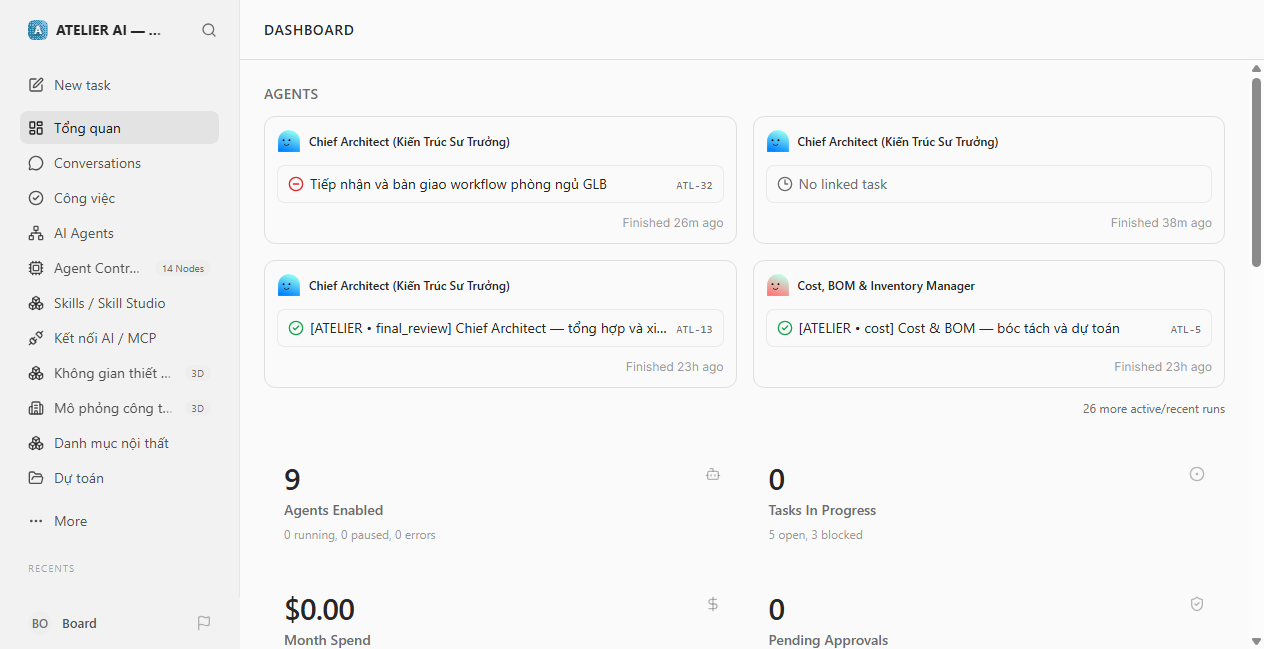 ATELIER AI — ...
New task
Tổng quan
Conversations
Công việc
AI Agents
Agent Contr... 14 Nodes
Skills / Skill Studio
Kết nối AI / MCP
Không gian thiết ... 3D
Mô phỏng công t... 3D
Danh mục nội thất
Dự toán
More
RECENTS
BO Board
DASHBOARD
AGENTS
Chief Architect (Kiến Trúc Sư Trưởng)
Tiếp nhận và bàn giao workflow phòng ngủ GLB ATL-32
Finished 26m ago
Chief Architect (Kiến Trúc Sư Trưởng)
No linked task
Finished 38m ago
Chief Architect (Kiến Trúc Sư Trưởng)
[ATELIER • final_review] Chief Architect — tổng hợp và xi... ATL-13
Finished 23h ago
Cost, BOM & Inventory Manager
[ATELIER • cost] Cost & BOM — bóc tách và dự toán ATL-5
Finished 23h ago
26 more active/recent runs
9
Agents Enabled
0 running, 0 paused, 0 errors
0
Tasks In Progress
5 open, 3 blocked
$0.00
Month Spend
0
Pending Approvals